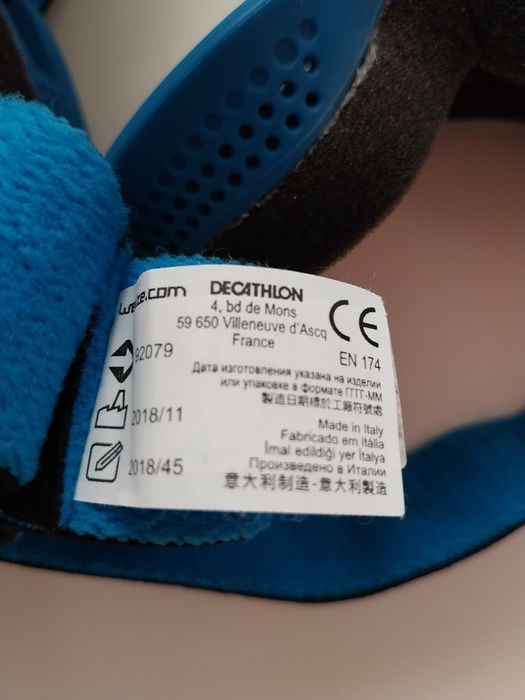 DECATHLON
4, bd de Mons
59 650 Villeneuve d'Ascq
France
CE
EN 174
82079
Дата изготовления указана на изделии
или упаковке в формате ГГГГ-ММ
製造日期標於工廠符號處
2018/11
Made in Italy
Fabricado em Itália
İmal edildiği yer İtalya
Произведено в Италии
2018/45
意大利制造-意大利製造